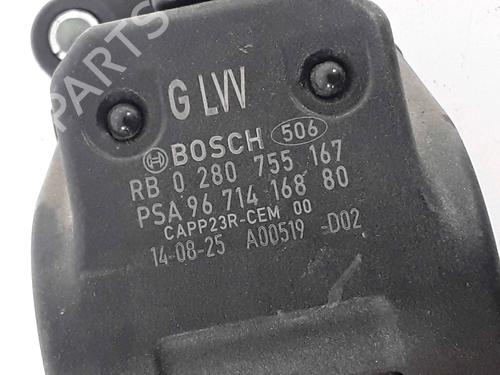 PARTS
G LVV
BOSCH 506
RB 0 280 755 167
PSA 96 714 168 80
CAPP23R-CEM 00
14-08-25 A00519 -D02